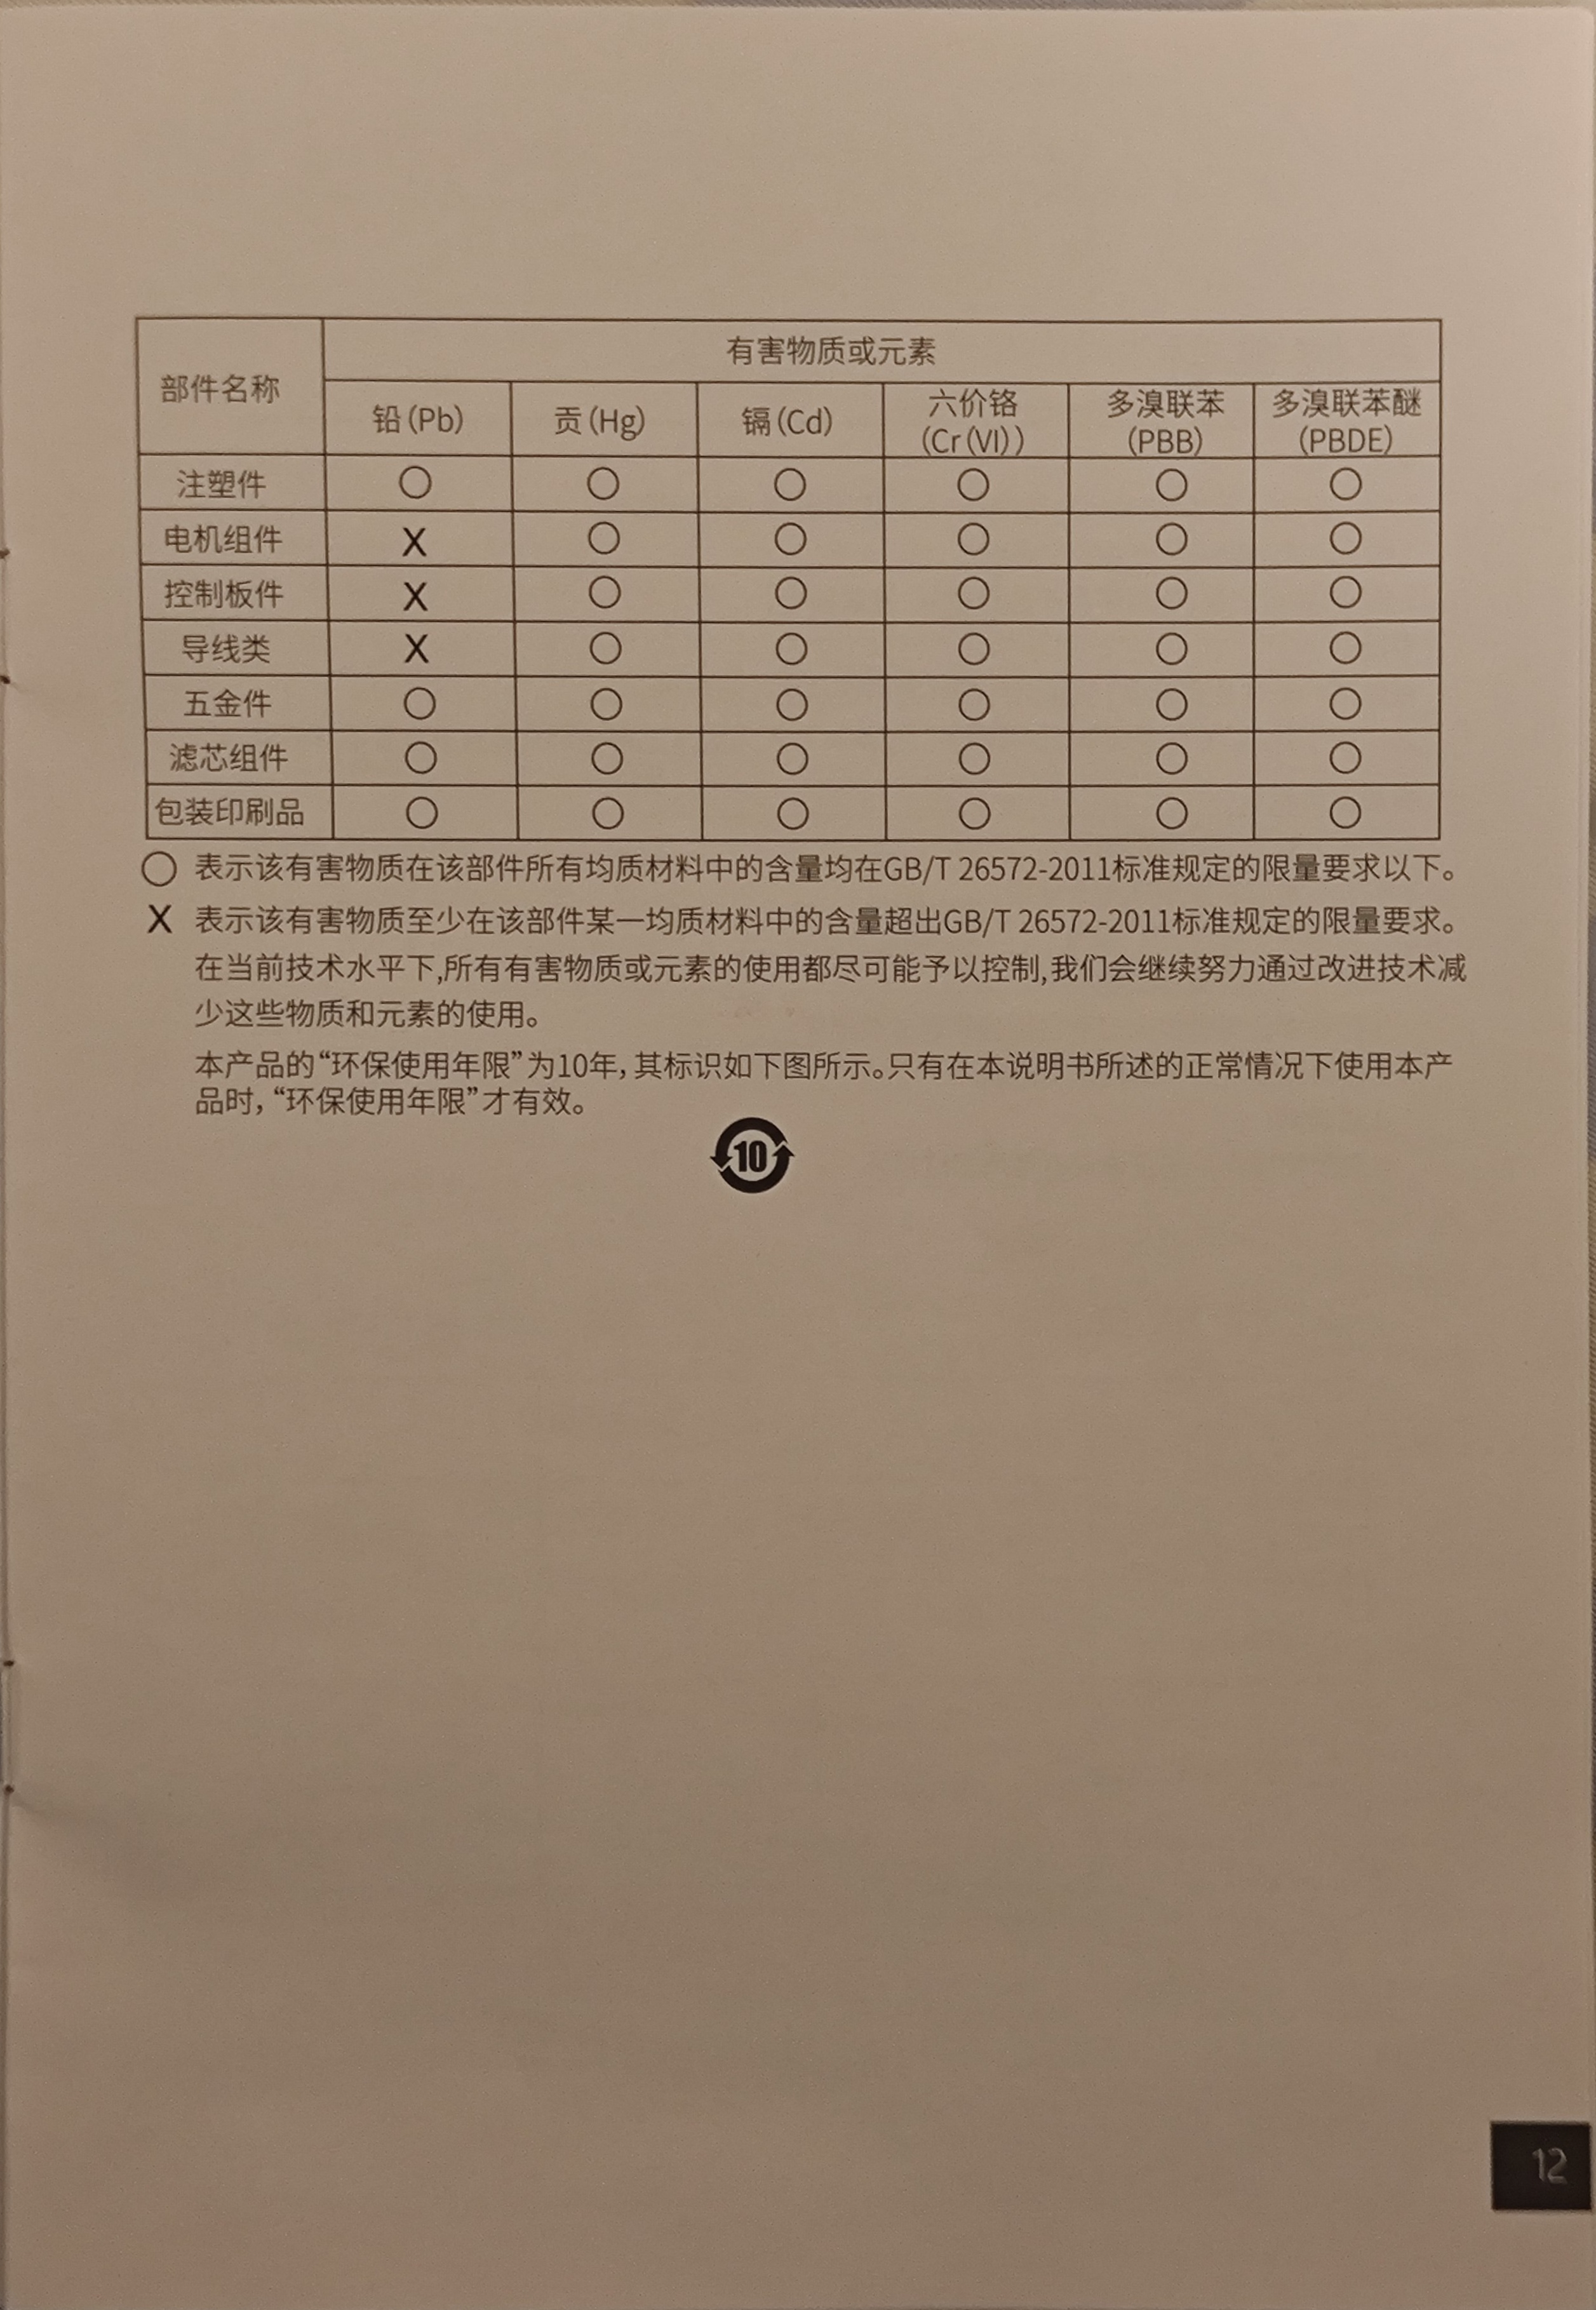 部件名称
有害物质或元素
铅(Pb) 贡(Hg) 镉(Cd) 六价铬 多溴联苯 多溴联苯醚
(Cr(VI)) (PBB) (PBDE)
注塑件 ○ ○ ○ ○ ○ ○
电机组件 X ○ ○ ○ ○ ○
控制板件 X ○ ○ ○ ○ ○
导线类 X ○ ○ ○ ○ ○
五金件 ○ ○ ○ ○ ○ ○
滤芯组件 ○ ○ ○ ○ ○ ○
包装印刷品 ○ ○ ○ ○ ○ ○
○ 表示该有害物质在该部件所有均质材料中的含量均在GB/T 26572-2011标准规定的限量要求以下。
X 表示该有害物质至少在该部件某一均质材料中的含量超出GB/T 26572-2011标准规定的限量要求。
在当前技术水平下,所有有害物质或元素的使用都尽可能予以控制,我们会继续努力通过改进技术减
少这些物质和元素的使用。
本产品的“环保使用年限”为10年,其标识如下图所示。只有在本说明书所述的正常情况下使用本产
品时,“环保使用年限”才有效。
10
12